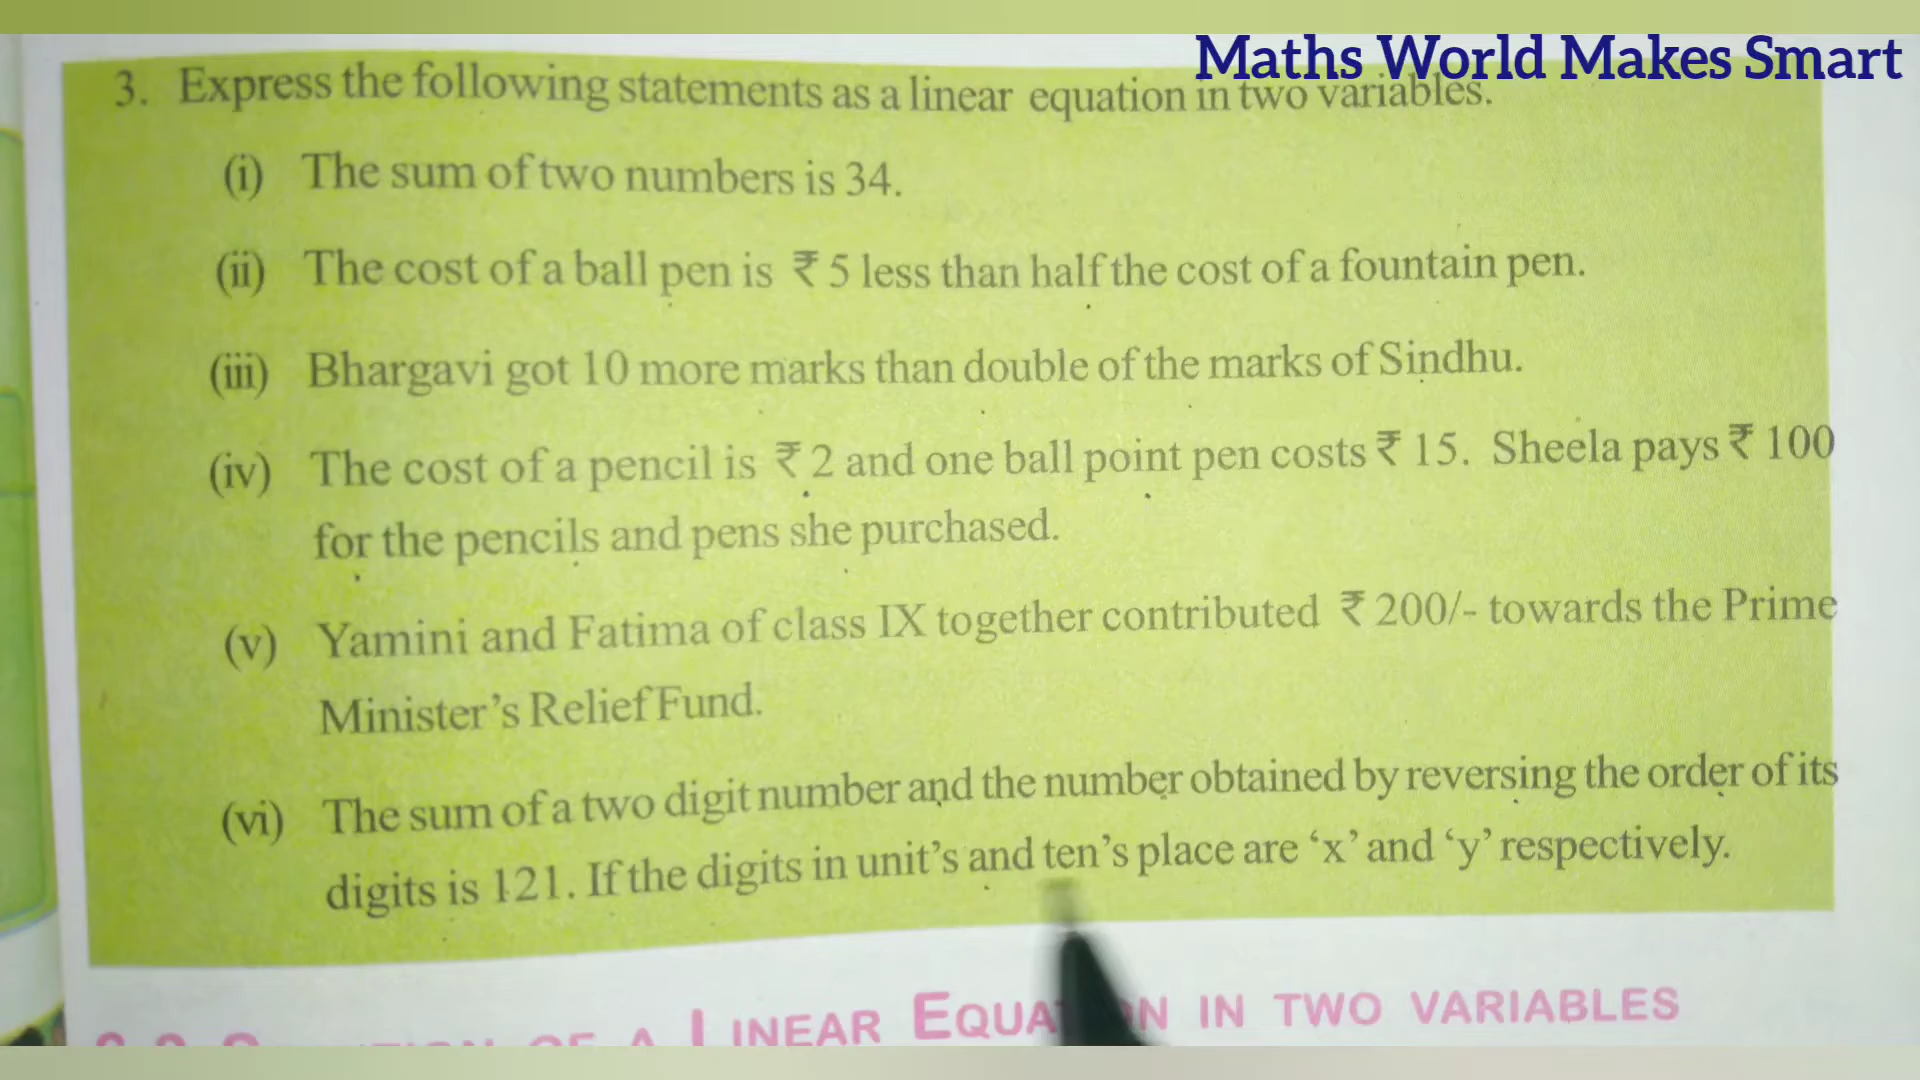 Maths World Makes Smart
3. Express the following statements as a linear equation in two variables.
(i) The sum of two numbers is 34.
(ii) The cost of a ball pen is ₹ 5 less than half the cost of a fountain pen.
(iii) Bhargavi got 10 more marks than double of the marks of Sindhu.
(iv) The cost of a pencil is ₹ 2 and one ball point pen costs ₹ 15. Sheela pays ₹ 100
for the pencils and pens she purchased.
(v) Yamini and Fatima of class IX together contributed ₹ 200/- towards the Prime
Minister's Relief Fund.
(vi) The sum of a two digit number and the number obtained by reversing the order of its
digits is 121. If the digits in unit's and ten's place are 'x' and 'y' respectively.
OF A LINEAR IN TWO VARIABLES